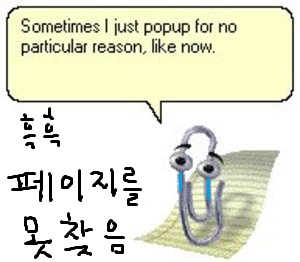 Sometimes I just popup for no
particular reason, like now.
흑흑
페이지를
못찾음